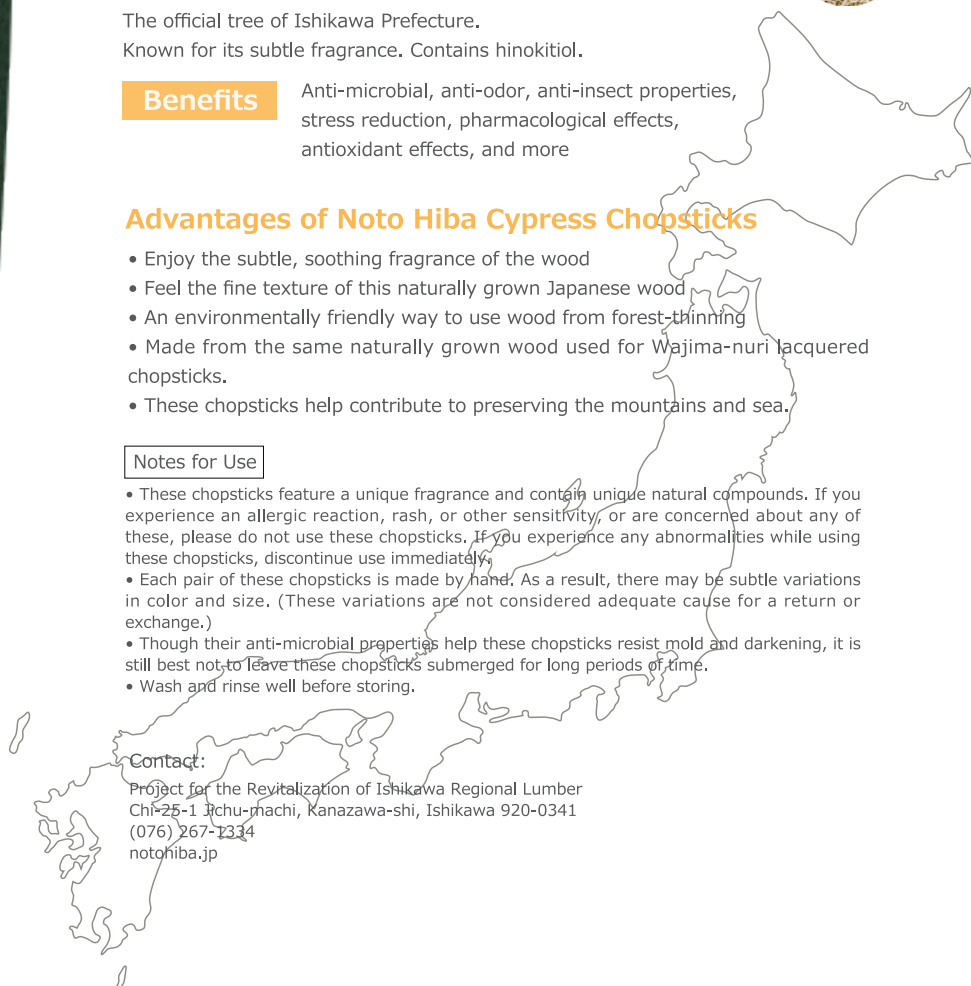 The official tree of Ishikawa Prefecture.
Known for its subtle fragrance. Contains hinokitiol.
Benefits
Anti-microbial, anti-odor, anti-insect properties,
stress reduction, pharmacological effects,
antioxidant effects, and more
Advantages of Noto Hiba Cypress Chopsticks
• Enjoy the subtle, soothing fragrance of the wood
• Feel the fine texture of this naturally grown Japanese wood
• An environmentally friendly way to use wood from forest-thinning
• Made from the same naturally grown wood used for Wajima-nuri lacquered
chopsticks.
• These chopsticks help contribute to preserving the mountains and sea.
Notes for Use
• These chopsticks feature a unique fragrance and contain unique natural compounds. If you
experience an allergic reaction, rash, or other sensitivity, or are concerned about any of
these, please do not use these chopsticks. If you experience any abnormalities while using
these chopsticks, discontinue use immediately.
• Each pair of these chopsticks is made by hand. As a result, there may be subtle variations
in color and size. (These variations are not considered adequate cause for a return or
exchange.)
• Though their anti-microbial properties help these chopsticks resist mold and darkening, it is
still best not to leave these chopsticks submerged for long periods of time.
• Wash and rinse well before storing.
Contact:
Project for the Revitalization of Ishikawa Regional Lumber
Chi-25-1 Jichu-machi, Kanazawa-shi, Ishikawa 920-0341
(076) 267-1334
notohiba.jp